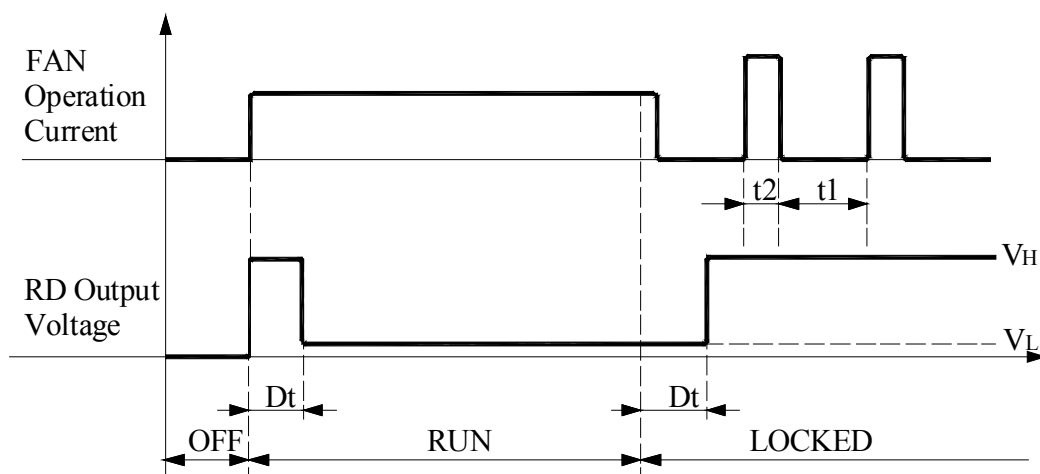 FAN
Operation
Current
t2
t1
VH
RD Output
Voltage
VL
Dt
Dt
OFF
RUN
LOCKED